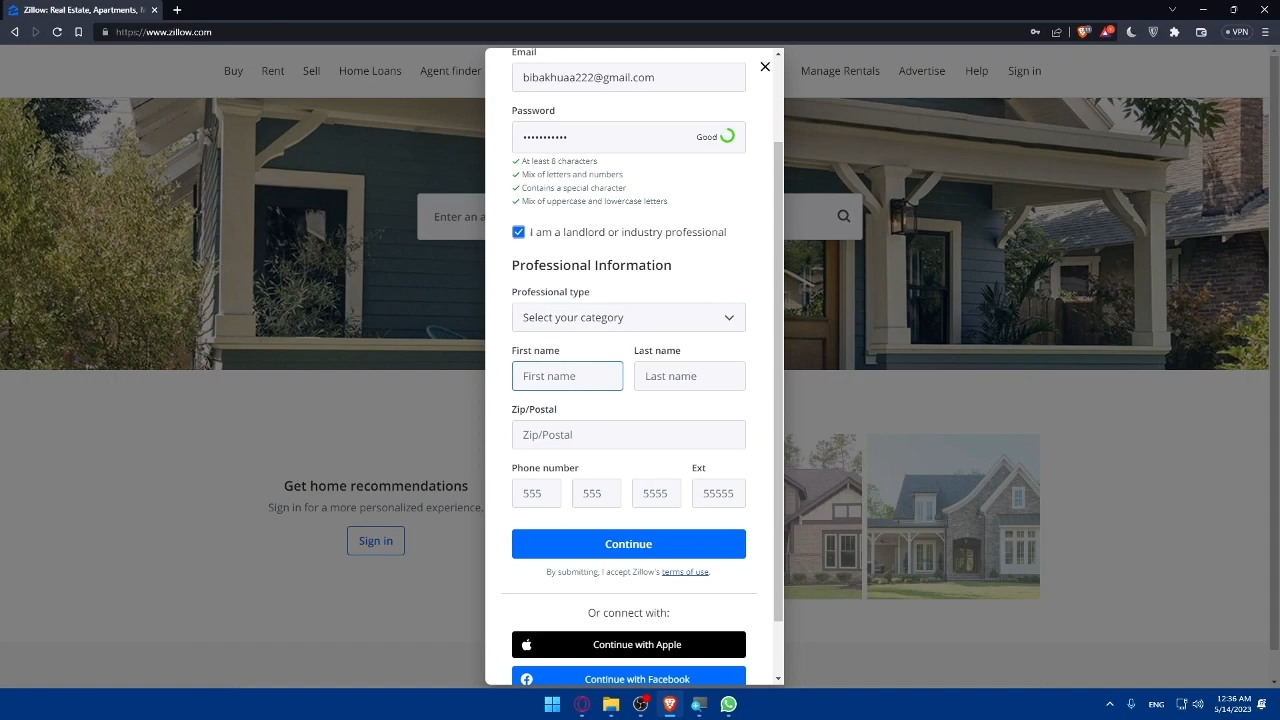 Zillow: Real Estate, Apartments, M
https://www.zillow.com
VPN
Buy Rent Sell Home Loans Agent finder
Manage Rentals Advertise Help Sign in
Enter an a
Email
bibakhuaa222@gmail.com
Password
•••••••••••
Good
At least 8 characters
Mix of letters and numbers
Contains a special character
Mix of uppercase and lowercase letters
I am a landlord or industry professional
Professional Information
Professional type
Select your category
First name Last name
First name Last name
Zip/Postal
Zip/Postal
Phone number Ext
555 555 5555 55555
Continue
By submitting, I accept Zillow's terms of use.
Or connect with:
Continue with Apple
Continue with Facebook
Get home recommendations
Sign in for a more personalized experience.
Sign in
ENG
12:36 AM
5/14/2023